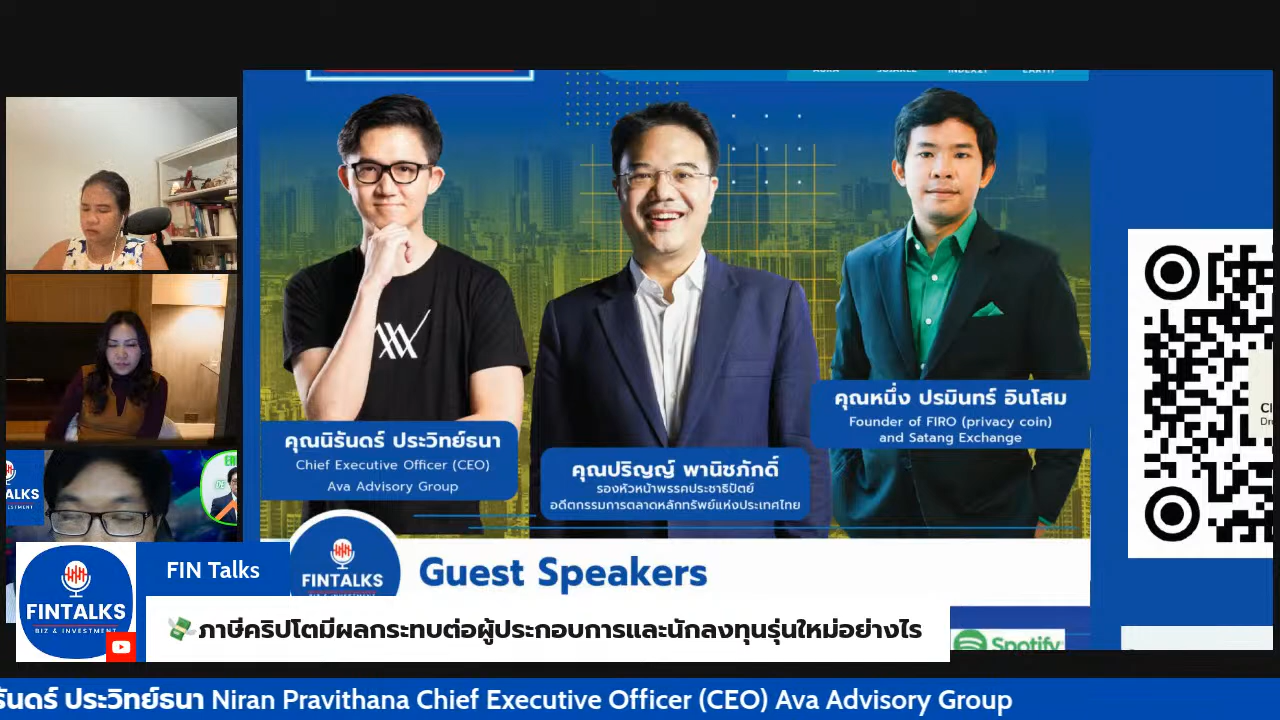 คุณนิรันดร์ ประวิทย์ธนา
Chief Executive Officer (CEO)
Ava Advisory Group
คุณปริญญ์ พานิชภักดิ์
รองหัวหน้าพรรคประชาธิปัตย์
อดีตกรรมการตลาดหลักทรัพย์แห่งประเทศไทย
คุณหนึ่ง ปรมินทร์ อินโสม
Founder of FIRO (privacy coin)
and Satang Exchange
FINTALKS
Guest Speakers
FIN Talks
FINTALKS
BIZ & INVESTMENT
💸ภาษีคริปโตมีผลกระทบต่อผู้ประกอบการและนักลงทุนรุ่นใหม่อย่างไร
Spotify
รันดร์ ประวิทย์ธนา Niran Pravithana Chief Executive Officer (CEO) Ava Advisory Group